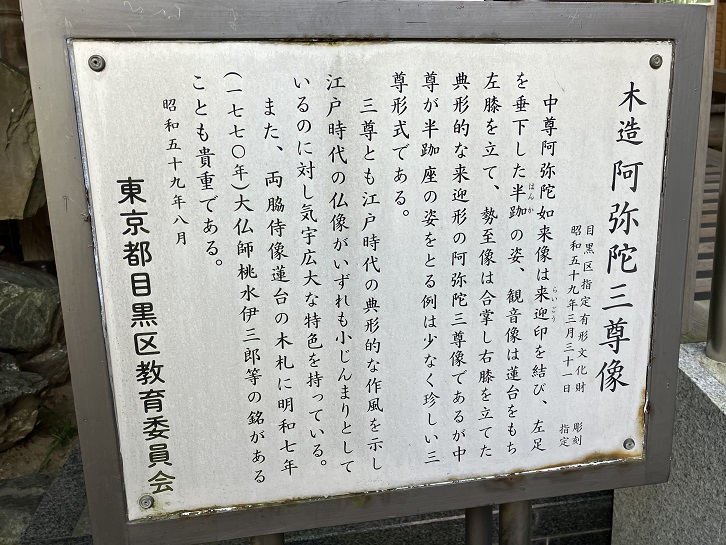 木造 阿弥陀三尊像
目黒区指定有形文化財 彫刻
昭和五十九年三月三十一日 指定
中尊阿弥陀如来像は来迎印を結び、左足
を垂下した半跏の姿、観音像は蓮台をもち
左膝を立て、勢至像は合掌し右膝を立てた
典形的な来迎形の阿弥陀三尊像であるが中
尊が半跏座の姿をとる例は少なく珍しい三
尊形式である。
三尊とも江戸時代の典形的な作風を示し
江戸時代の仏像がいずれも小じんまりとして
いるのに対し気宇広大な特色を持っている。
また、両脇侍像蓮台の木札に明和七年
(一七七〇年)大仏師桃水伊三郎等の銘がある
ことも貴重である。
昭和五十九年八月
東京都目黒区教育委員会